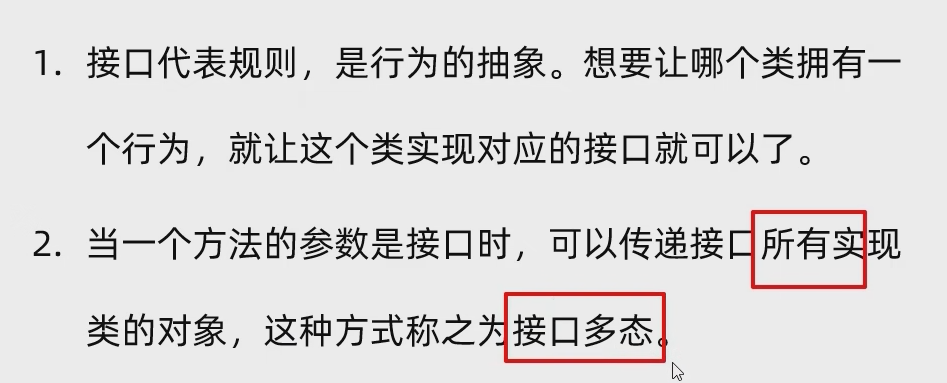 1. 接口代表规则，是行为的抽象。想要让哪个类拥有一
个行为，就让这个类实现对应的接口就可以了。
2. 当一个方法的参数是接口时，可以传递接口所有实现
类的对象，这种方式称之为接口多态。